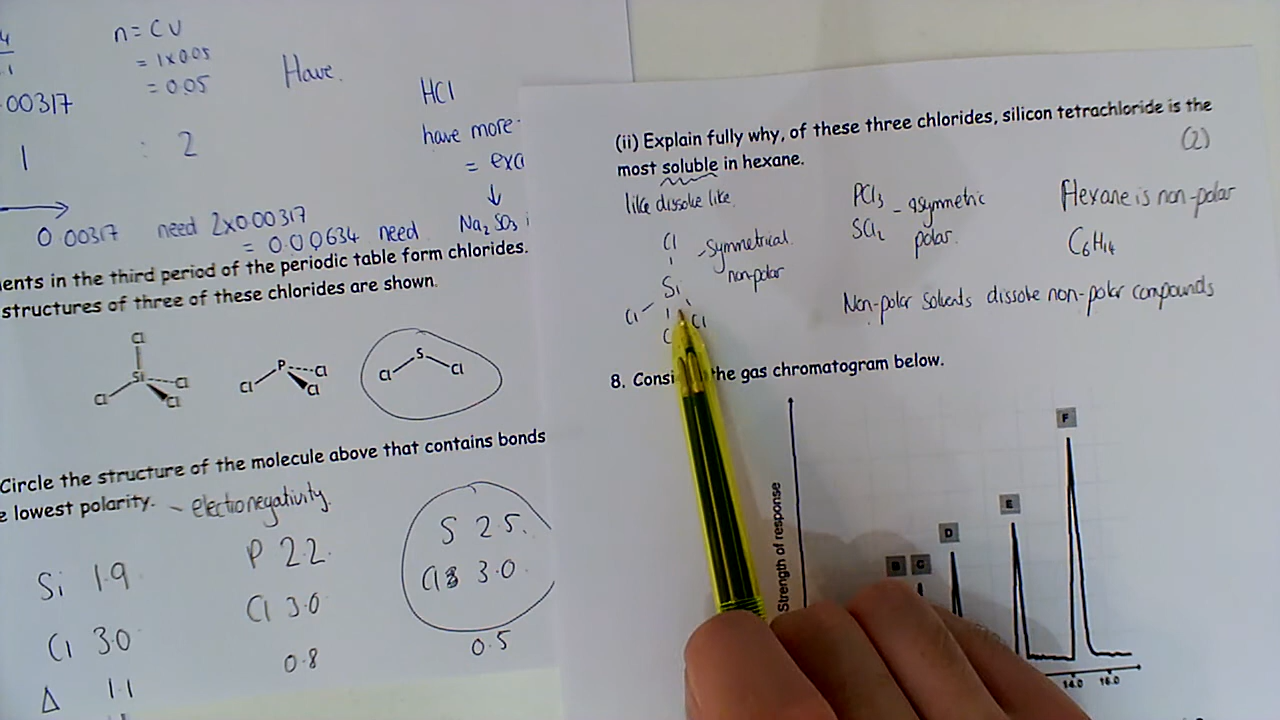 n = CV
= 1x0.05
= 0.05
Have.
00317
1 : 2
HCl
have more
= exc
0.00317 need 2x0.00317
= 0.00634 need
Na2SO3 i
ents in the third period of the periodic table form chlorides.
structures of three of these chlorides are shown.
Cl
Si
Cl
Cl
Cl
P
Cl
Cl
Cl
S
Cl
Cl
Circle the structure of the molecule above that contains bonds
e lowest polarity. - electronegativity.
Si 1.9
Cl 3.0
Δ 1.1
P 2.2
Cl 3.0
0.8
S 2.5.
Cl 3.0
0.5
(ii) Explain fully why, of these three chlorides, silicon tetrachloride is the
most soluble in hexane.
(2)
like dissolve like.
Cl
Si
Cl
Cl
C
- Symmetrical
non-polar
PCl3 - asymmetric
SCl2 polar.
Hexane is non-polar
C6H14
Non-polar solvents dissolve non-polar compounds
8. Consi the gas chromatogram below.
Strength of response
B
C
D
E
F
14.0 16.0